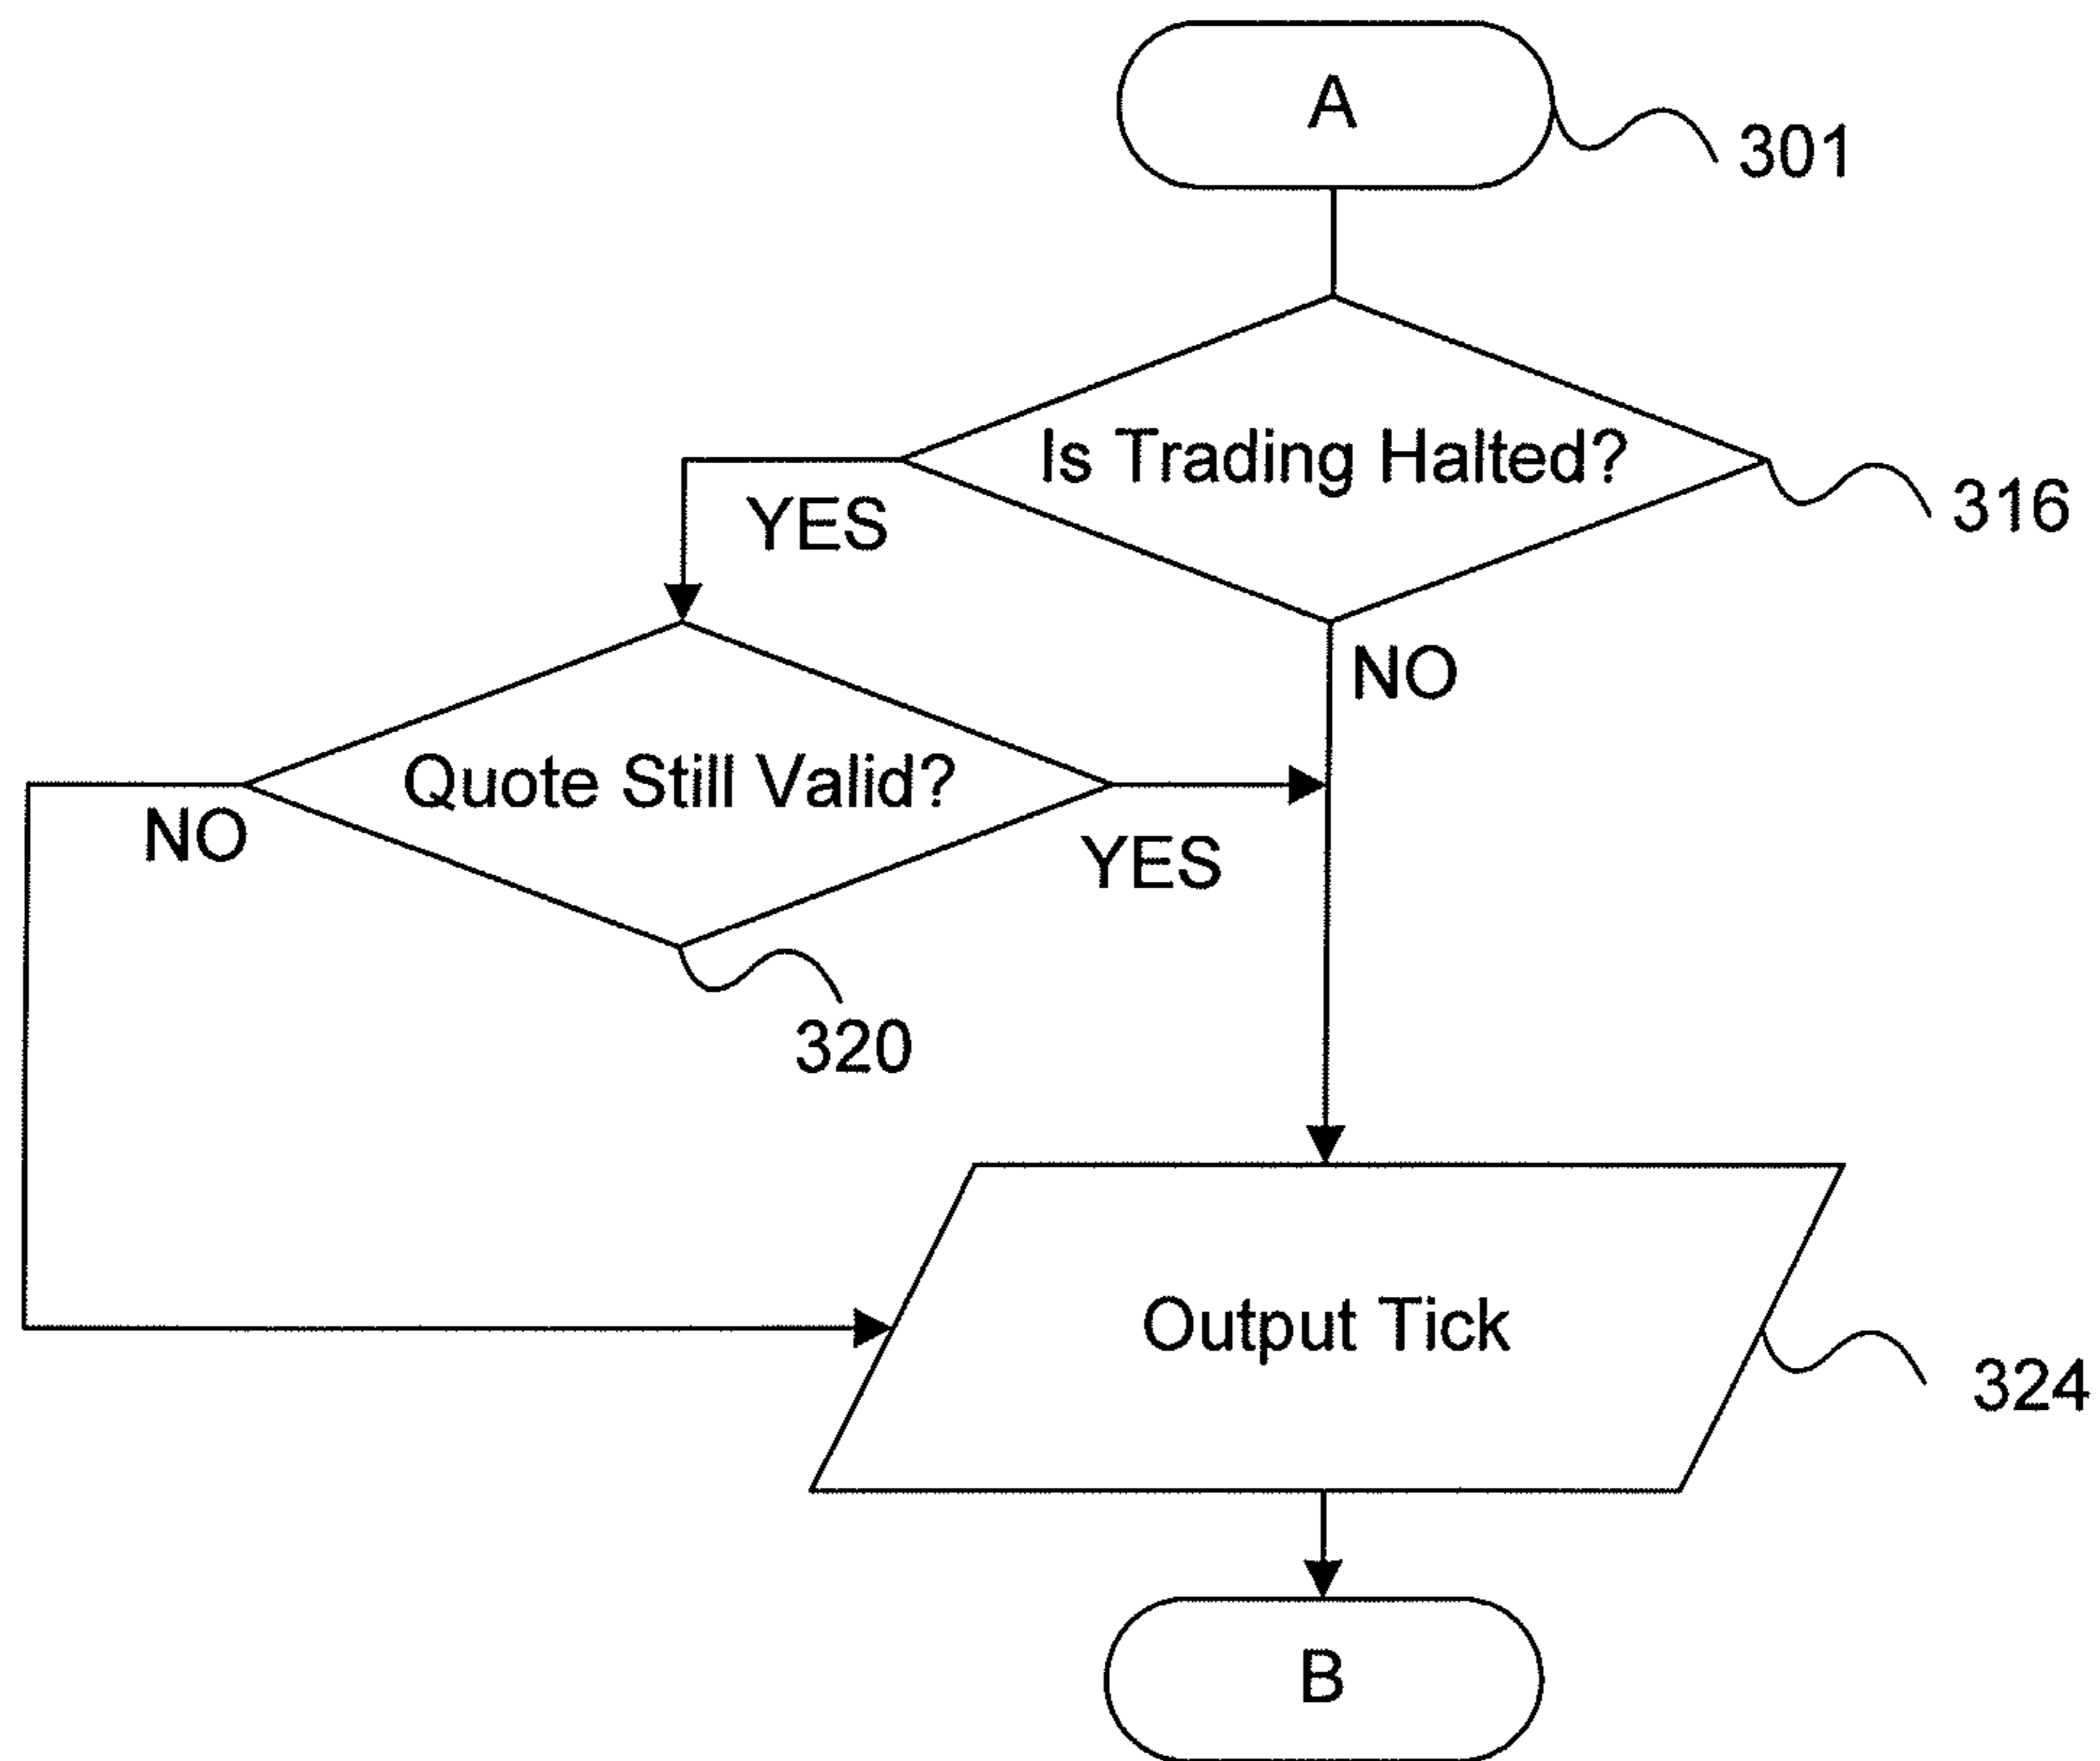 A
301
Is Trading Halted?
316
YES
NO
Quote Still Valid?
NO
YES
320
Output Tick
324
B